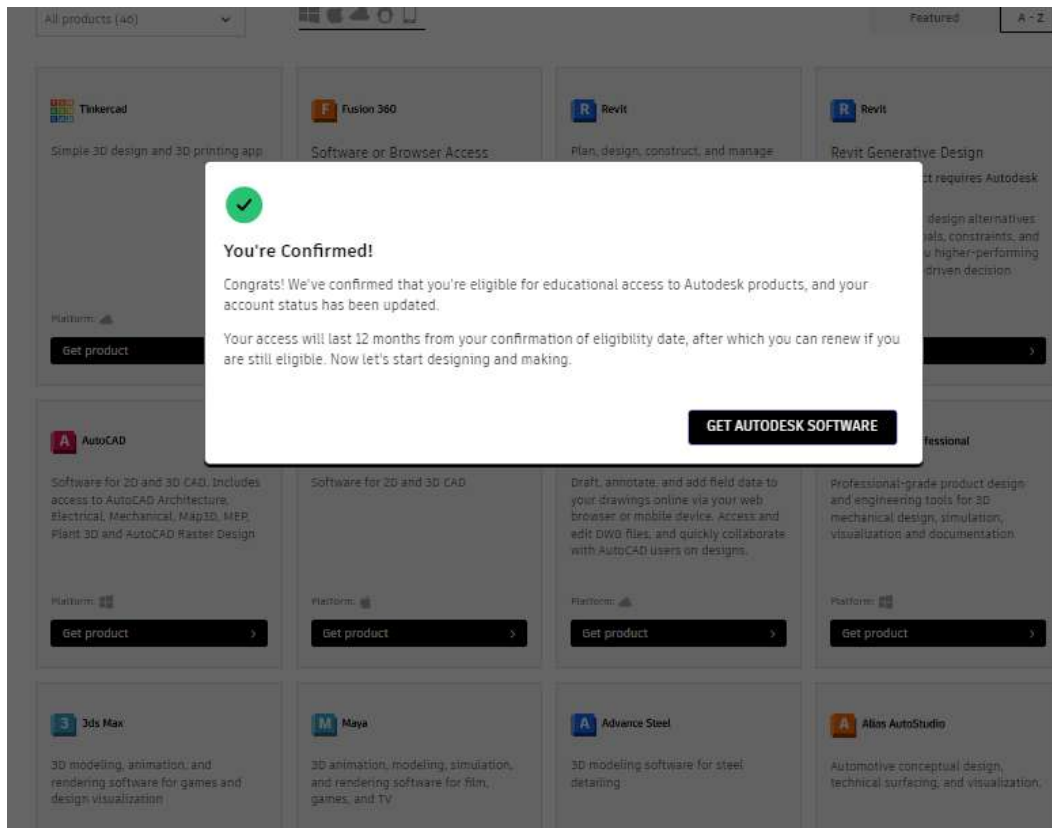 All products (46)
Featured
A - Z
Tinkercad
Fusion 360
Revit
Revit
Simple 3D design and 3D printing app
Software or Browser Access
Plan, design, construct, and manage
Revit Generative Design
ct requires Autodesk
design alternatives
als, constraints, and
u higher-performing
driven decision
You're Confirmed!
Congrats! We've confirmed that you're eligible for educational access to Autodesk products, and your
account status has been updated.
Your access will last 12 months from your confirmation of eligibility date, after which you can renew if you
are still eligible. Now let's start designing and making.
GET AUTODESK SOFTWARE
Platform:
Get product
AutoCAD
fessional
Software for 2D and 3D CAD. Includes
access to AutoCAD Architecture,
Electrical, Mechanical, Map3D, MEP,
Plant 3D and AutoCAD Raster Design
Software for 2D and 3D CAD
Draft, annotate, and add field data to
your drawings online via your web
browser or mobile device. Access and
edit DWG files, and quickly collaborate
with AutoCAD users on designs.
Professional-grade product design
and engineering tools for 3D
mechanical design, simulation,
visualization and documentation
Platform:
Platform:
Platform:
Platform:
Get product
Get product
Get product
Get product
3ds Max
Maya
Advance Steel
Alias AutoStudio
3D modeling, animation, and
rendering software for games and
design visualization
3D animation, modeling, simulation,
and rendering software for film,
games, and TV
3D modeling software for steel
detailing
Automotive conceptual design,
technical surfacing, and visualization.